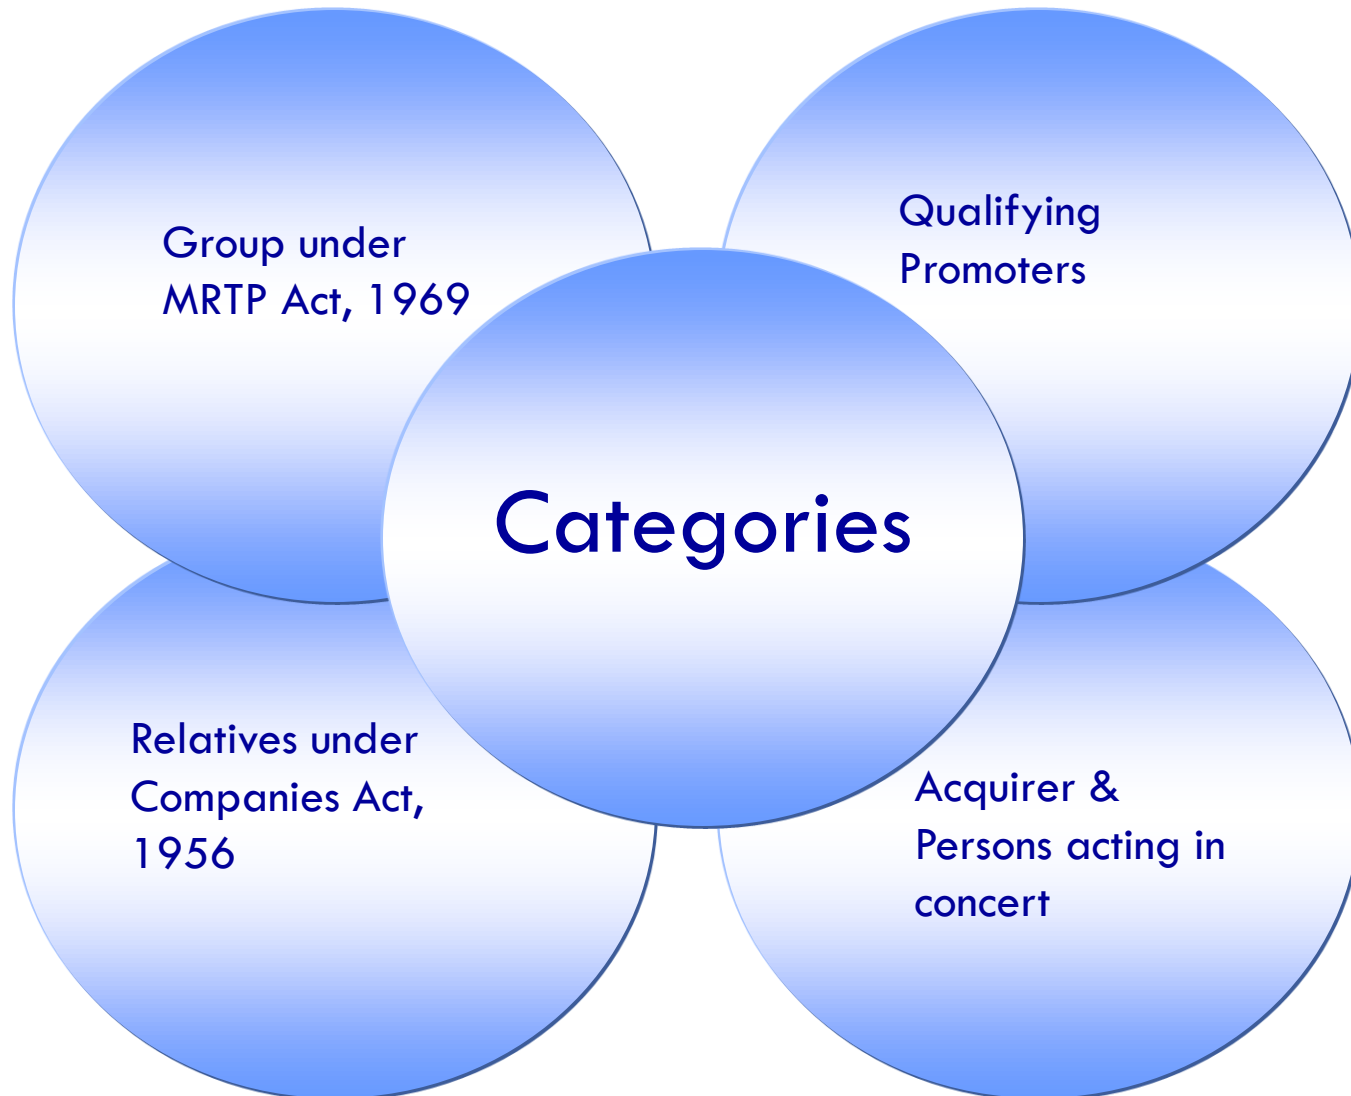 Group under
MRTP Act, 1969
Qualifying
Promoters
Categories
Relatives under
Companies Act,
1956
Acquirer &
Persons acting in
concert